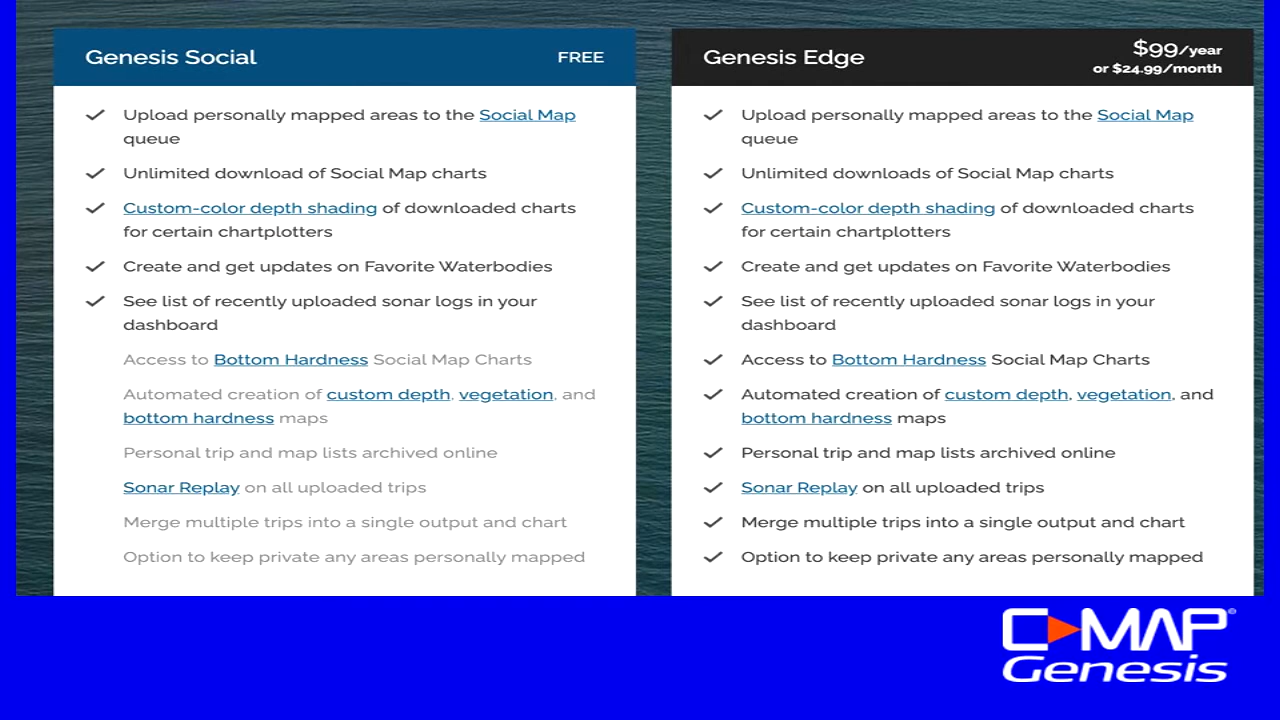 Genesis Social FREE
Upload personally mapped areas to the Social Map
queue
Unlimited download of Social Map charts
Custom-color depth shading of downloaded charts
for certain chartplotters
Create and get updates on Favorite Waterbodies
See list of recently uploaded sonar logs in your
dashboard
Access to Bottom Hardness Social Map Charts
Automated creation of custom depth, vegetation, and
bottom hardness maps
Personal trip and map lists archived online
Sonar Replay on all uploaded trips
Merge multiple trips into a single output and chart
Option to keep private any areas personally mapped
Genesis Edge $99/year
or $24.99/month
Upload personally mapped areas to the Social Map
queue
Unlimited downloads of Social Map charts
Custom-color depth shading of downloaded charts
for certain chartplotters
Create and get updates on Favorite Waterbodies
See list of recently uploaded sonar logs in your
dashboard
Access to Bottom Hardness Social Map Charts
Automated creation of custom depth, vegetation, and
bottom hardness maps
Personal trip and map lists archived online
Sonar Replay on all uploaded trips
Merge multiple trips into a single output and chart
Option to keep private any areas personally mapped
C-MAP®
Genesis